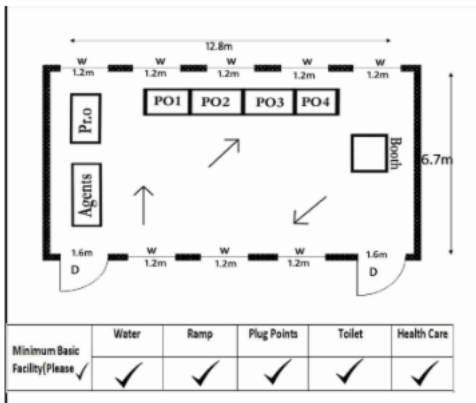 12.8m
W W W W W
1.2m 1.2m 1.2m 1.2m 1.2m
PO1 PO2 PO3 PO4
Pr.o
Booth
6.7m
Agents
1.6m W W W 1.6m
D 1.2m 1.2m 1.2m D
Water Ramp Plug Points Toilet Health Care
Minimum Basic
Facility(Please ✓ ✓ ✓ ✓ ✓ ✓